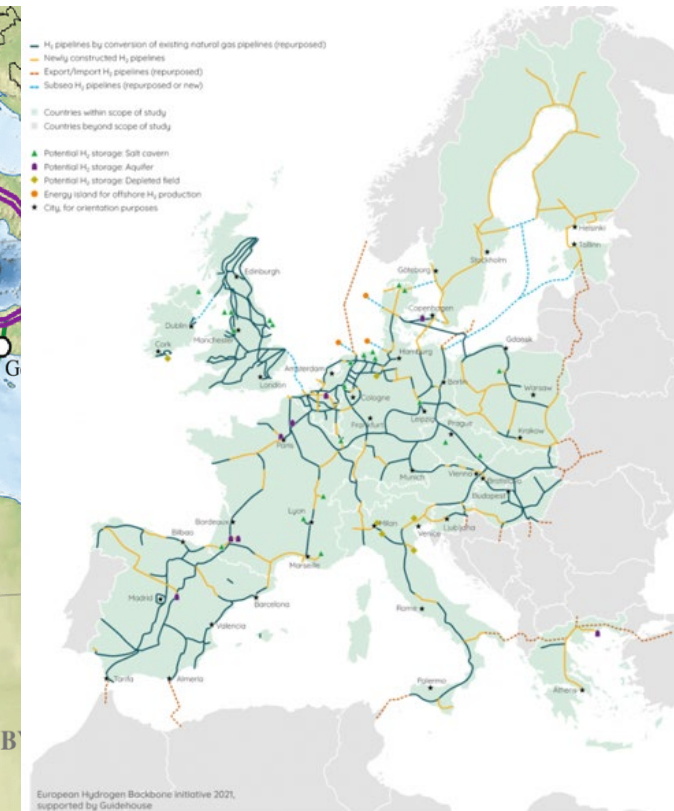 H₂ pipelines by conversion of existing natural gas pipelines (repurposed)
Newly constructed H₂ pipelines
Export/Import H₂ pipelines (repurposed)
Subsea H₂ pipelines (repurposed or new)
Countries within scope of study
Countries beyond scope of study
Potential H₂ storage: Salt cavern
Potential H₂ storage: Aquifer
Potential H₂ storage: Depleted field
Energy island for offshore H₂ production
City, for orientation purposes
Helsinki
Tallinn
Stockholm
Göteborg
Edinburgh
Copenhagen
Dublin
Manchester
Cork
Gdansk
Hamburg
Amsterdam
London
Berlin
Warsaw
Cologne
Leipzig
Frankfurt
Prague
Krakow
Paris
Munich
Vienna
Bratislava
Budapest
Bordeaux
Lyon
Milan
Venice
Ljubljana
Bilbao
Marseille
Madrid
Barcelona
Rome
Valencia
Tarifa
Almeria
Palermo
Athens
European Hydrogen Backbone initiative 2021,
supported by Guidehouse